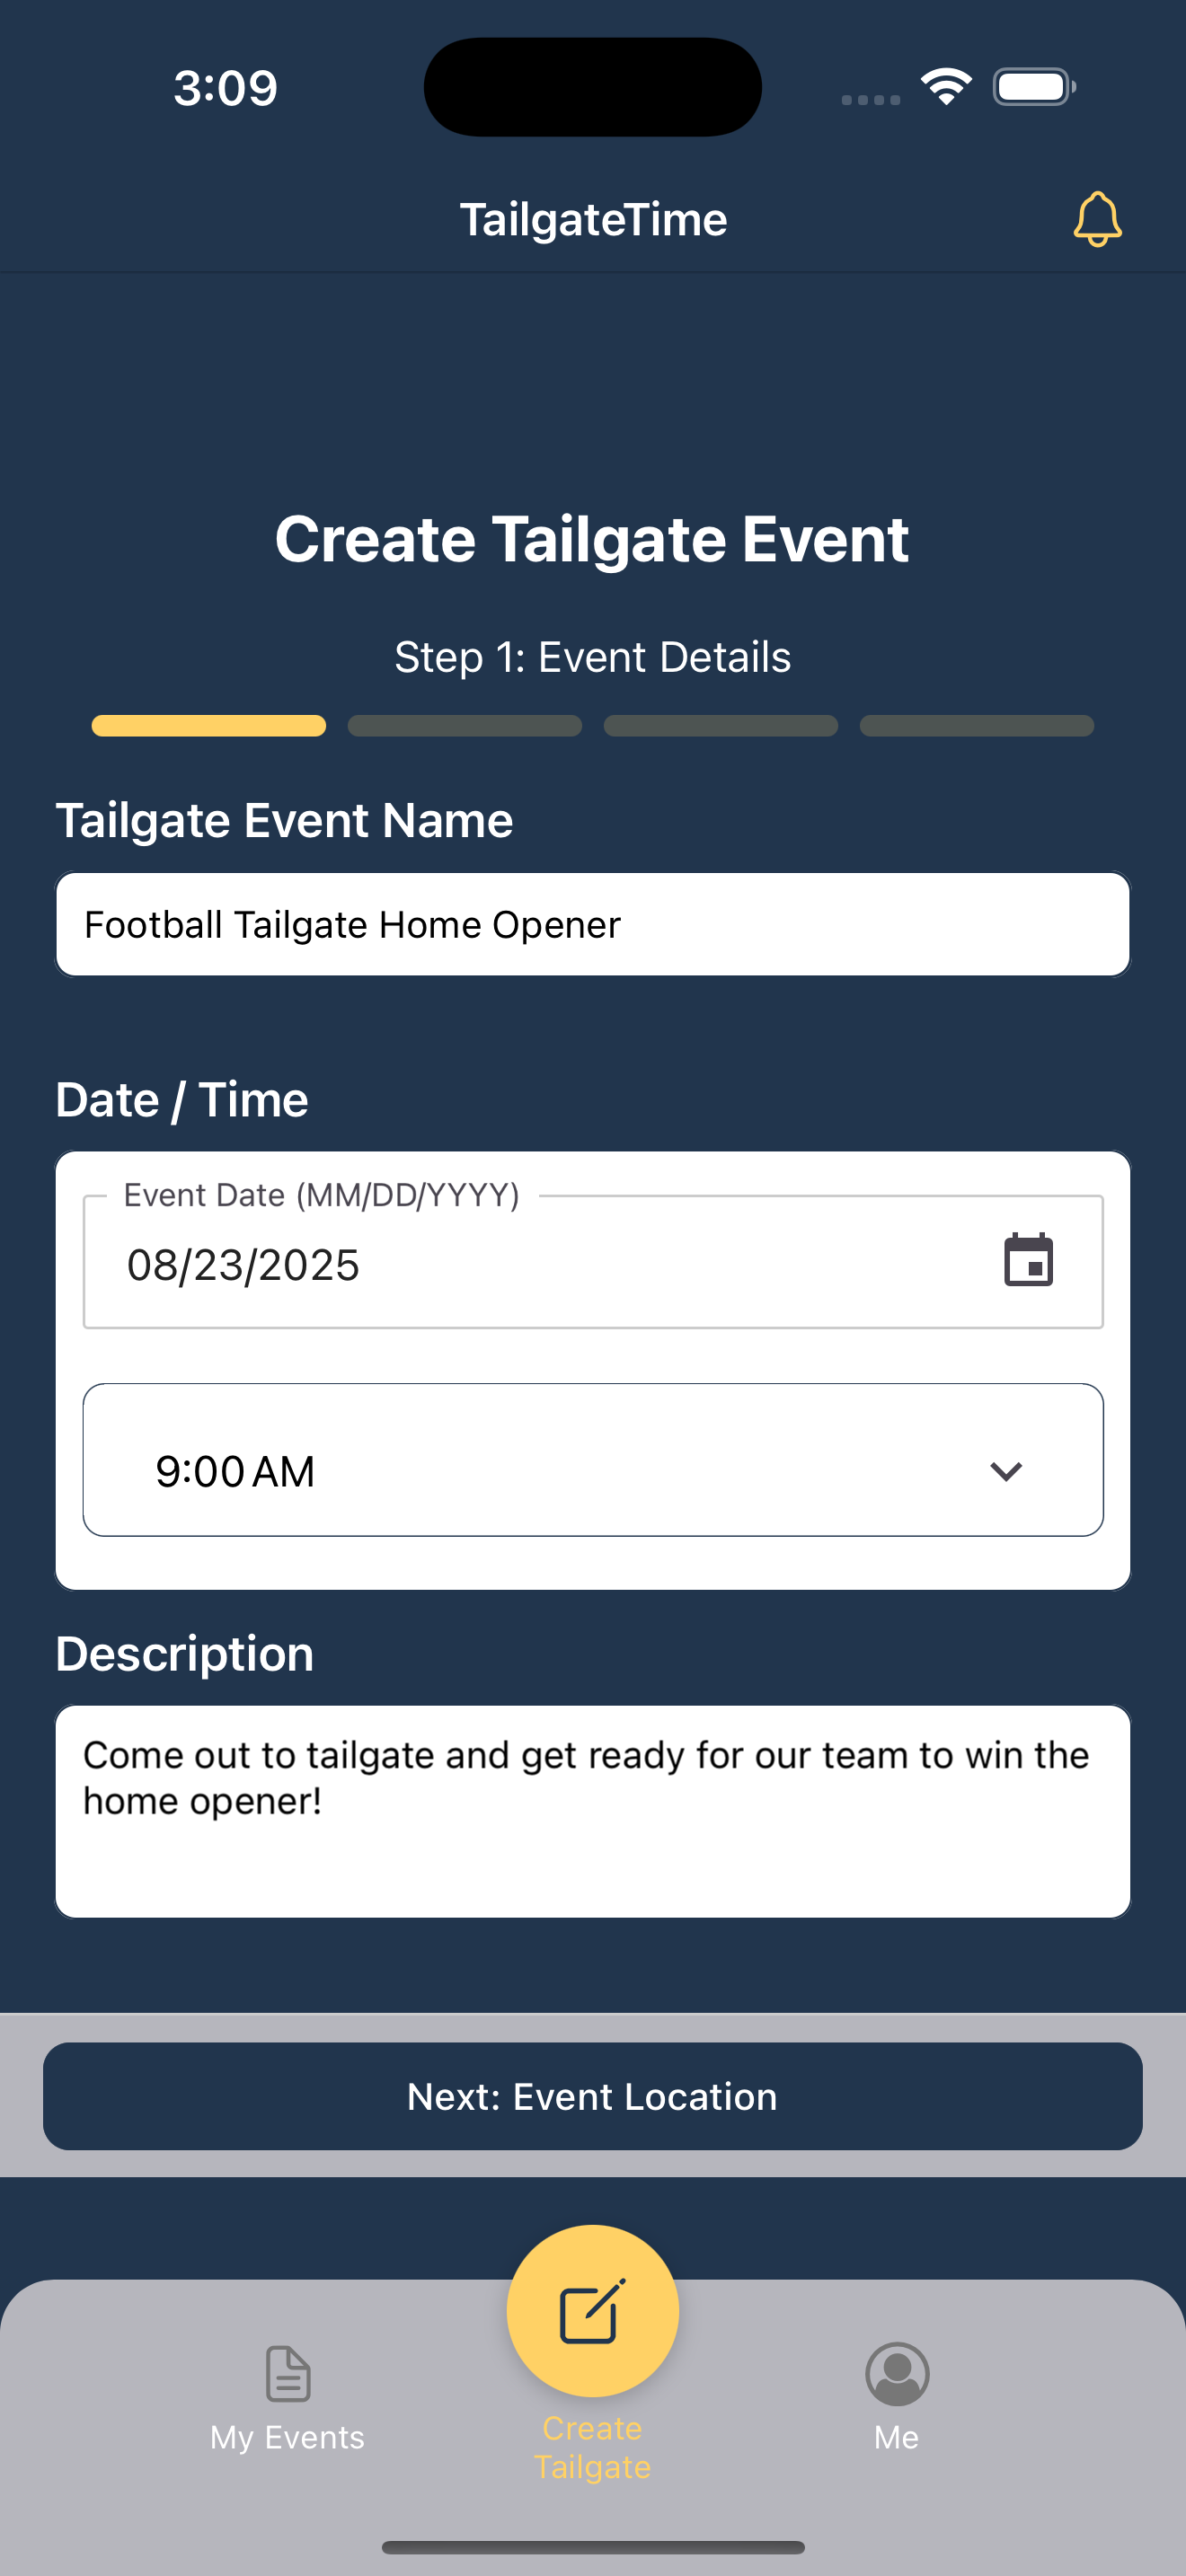 3:09
TailgateTime
Create Tailgate Event
Step 1: Event Details
Tailgate Event Name
Football Tailgate Home Opener
Date / Time
Event Date (MM/DD/YYYY)
08/23/2025
9:00 AM
Description
Come out to tailgate and get ready for our team to win the
home opener!
Next: Event Location
My Events
Create
Tailgate
Me